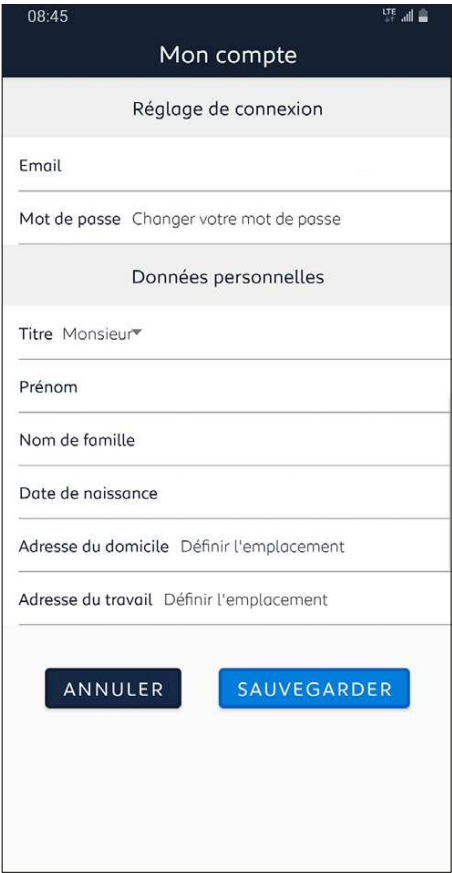 08:45 LTE
Mon compte
Réglage de connexion
Email
Mot de passe Changer votre mot de passe
Données personnelles
Titre Monsieur
Prénom
Nom de famille
Date de naissance
Adresse du domicile Définir l'emplacement
Adresse du travail Définir l'emplacement
ANNULER SAUVEGARDER